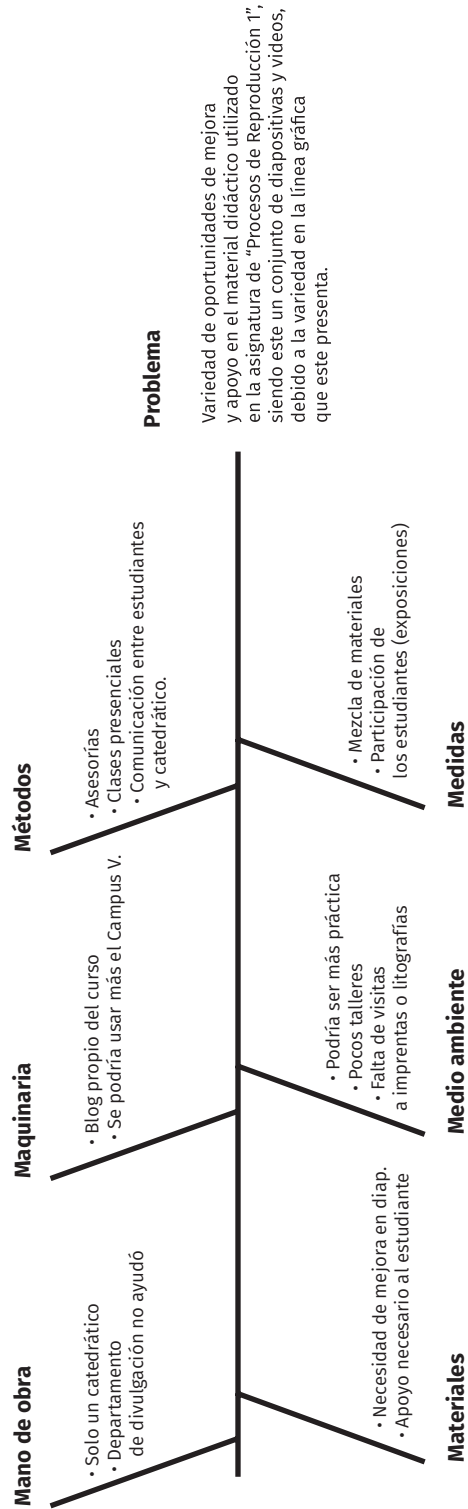 Mano de obra
• Solo un catedrático
• Departamento
de divulgación no ayudó
Maquinaria
• Blog propio del curso
• Se podría usar más el Campus V.
Métodos
• Asesorías
• Clases presenciales
• Comunicación entre estudiantes
y catedrático.
Problema
Variedad de oportunidades de mejora
y apoyo en el material didáctico utilizado
en la asignatura de “Procesos de Reproducción 1”,
siendo este un conjunto de diapositivas y videos,
debido a la variedad en la línea gráfica
que este presenta.
• Necesidad de mejora en diap.
• Apoyo necesario al estudiante
Materiales
• Podría ser más práctica
• Pocos talleres
• Falta de visitas
a imprentas o litografías
Medio ambiente
• Mezcla de materiales
• Participación de
los estudiantes (exposiciones)
Medidas